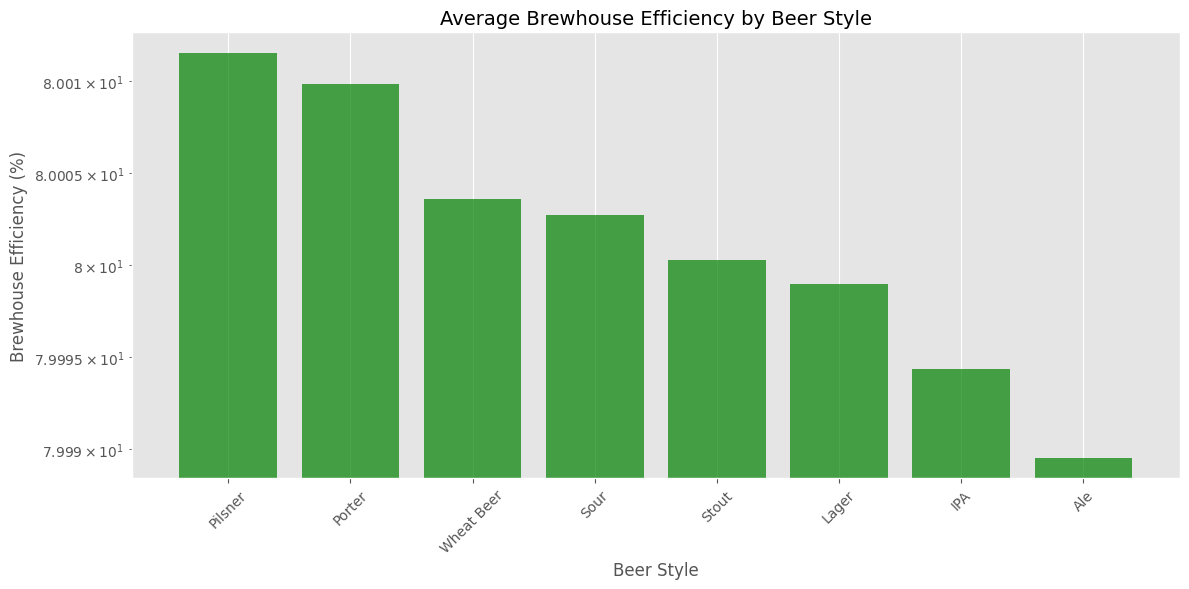 Average Brewhouse Efficiency by Beer Style
Brewhouse Efficiency (%)
8.001 × 10¹
8.0005 × 10¹
8 × 10¹
7.9995 × 10¹
7.999 × 10¹
Pilsner
Porter
Wheat Beer
Sour
Stout
Lager
IPA
Ale
Beer Style